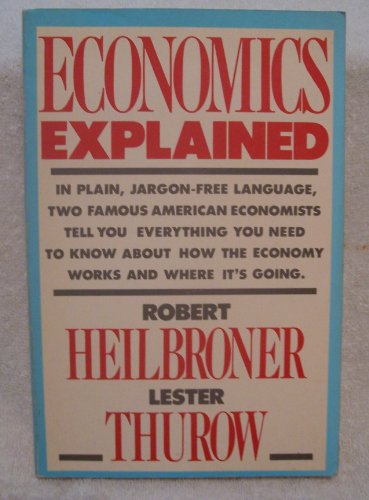 ECONOMICS
EXPLAINED
IN PLAIN, JARGON-FREE LANGUAGE,
TWO FAMOUS AMERICAN ECONOMISTS
TELL YOU EVERYTHING YOU NEED
TO KNOW ABOUT HOW THE ECONOMY
WORKS AND WHERE IT'S GOING.
ROBERT
HEILBRONER
LESTER
THUROW